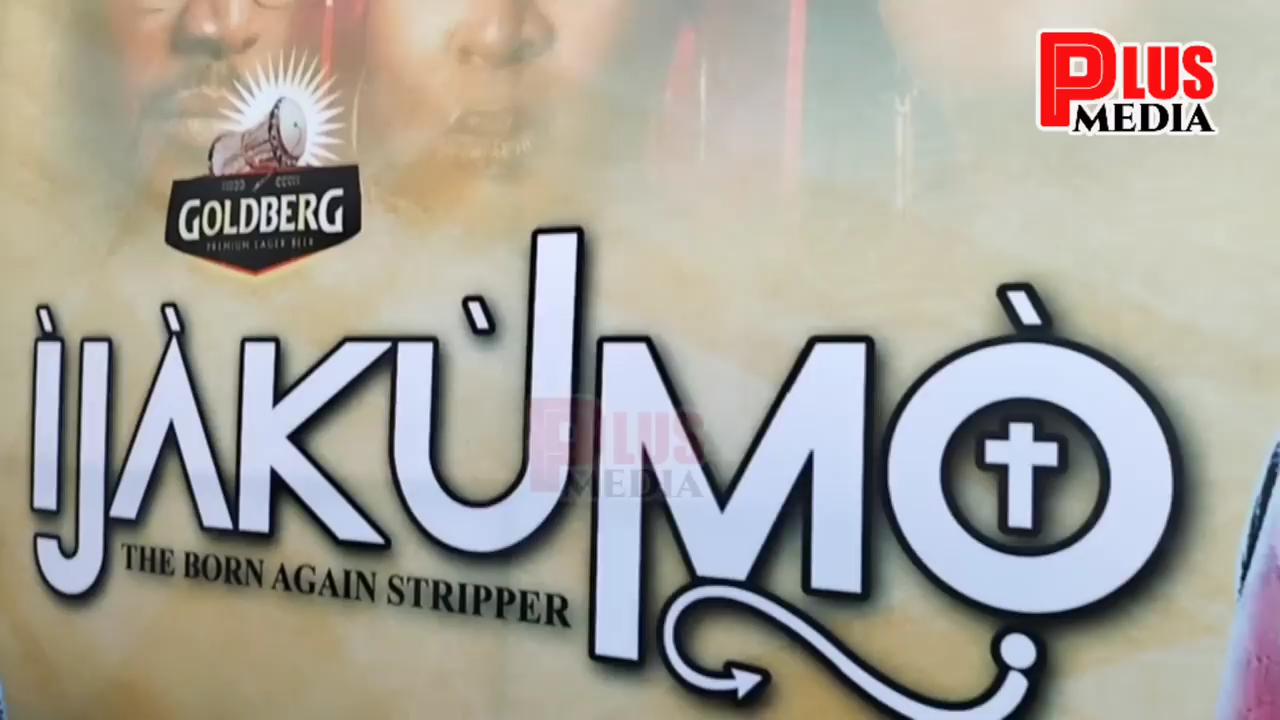 PLUS
MEDIA
GOLDBERG
PREMIUM LAGER BEER
ÌJÀKÙMỌ̀
PLUS
MEDIA
THE BORN AGAIN STRIPPER